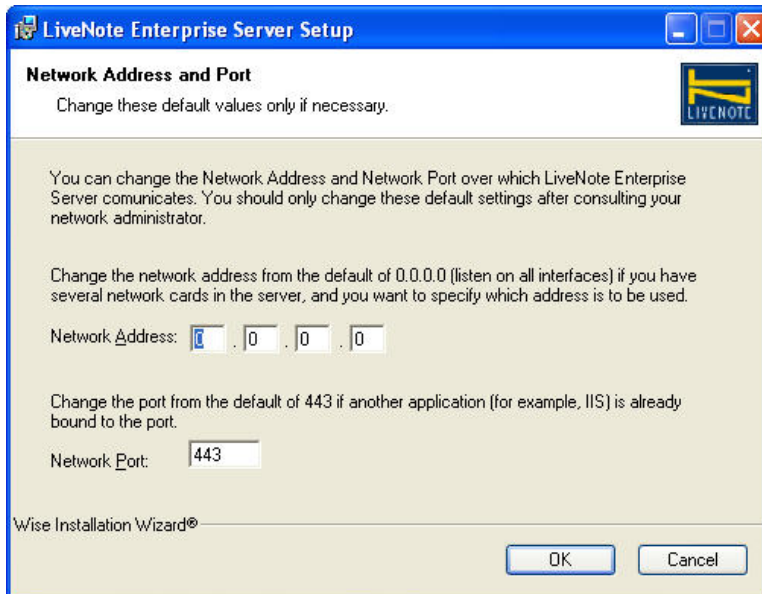 LiveNote Enterprise Server Setup
Network Address and Port
Change these default values only if necessary.
LIVENOTE
You can change the Network Address and Network Port over which LiveNote Enterprise
Server comunicates. You should only change these default settings after consulting your
network administrator.
Change the network address from the default of 0.0.0.0 (listen on all interfaces) if you have
several network cards in the server, and you want to specify which address is to be used.
Network Address: 0 . 0 . 0 . 0
Change the port from the default of 443 if another application (for example, IIS) is already
bound to the port.
Network Port: 443
Wise Installation Wizard®
OK Cancel